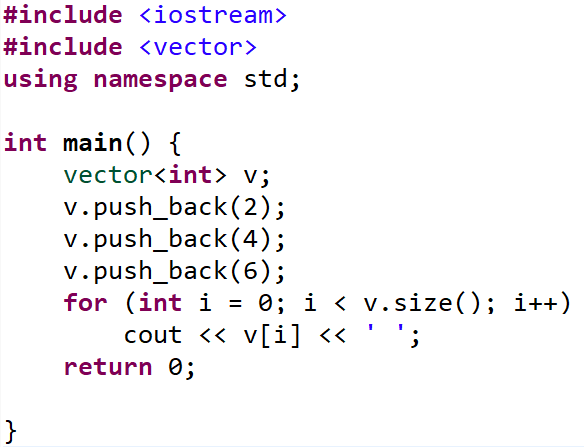 #include <iostream>
#include <vector>
using namespace std;

int main() {
    vector<int> v;
    v.push_back(2);
    v.push_back(4);
    v.push_back(6);
    for (int i = 0; i < v.size(); i++)
        cout << v[i] << ' ';
    return 0;

}